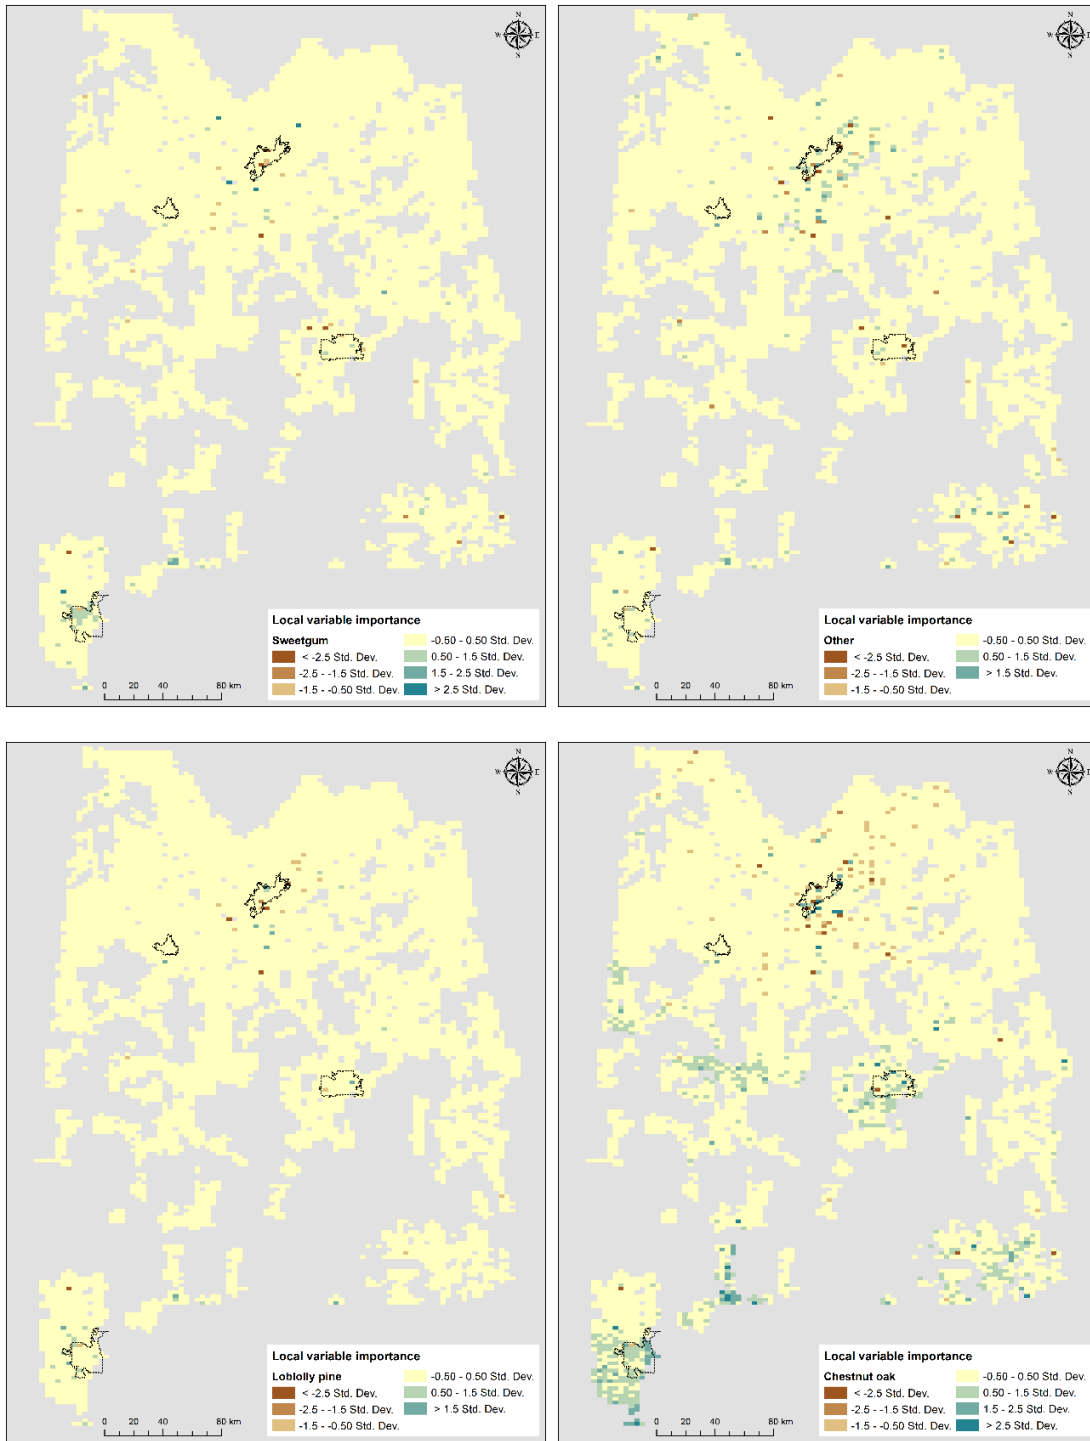 N
W E
S
Local variable importance
Sweetgum
< -2.5 Std. Dev.
-2.5 - -1.5 Std. Dev.
-1.5 - -0.50 Std. Dev.
-0.50 - 0.50 Std. Dev.
0.50 - 1.5 Std. Dev.
1.5 - 2.5 Std. Dev.
> 2.5 Std. Dev.
0 20 40 80 km
N
W E
S
Local variable importance
Other
< -2.5 Std. Dev.
-2.5 - -1.5 Std. Dev.
-1.5 - -0.50 Std. Dev.
-0.50 - 0.50 Std. Dev.
0.50 - 1.5 Std. Dev.
> 1.5 Std. Dev.
0 20 40 80 km
N
W E
S
Local variable importance
Loblolly pine
< -2.5 Std. Dev.
-2.5 - -1.5 Std. Dev.
-1.5 - -0.50 Std. Dev.
-0.50 - 0.50 Std. Dev.
0.50 - 1.5 Std. Dev.
> 1.5 Std. Dev.
0 20 40 80 km
N
W E
S
Local variable importance
Chestnut oak
< -2.5 Std. Dev.
-2.5 - -1.5 Std. Dev.
-1.5 - -0.50 Std. Dev.
-0.50 - 0.50 Std. Dev.
0.50 - 1.5 Std. Dev.
1.5 - 2.5 Std. Dev.
> 2.5 Std. Dev.
0 20 40 80 km